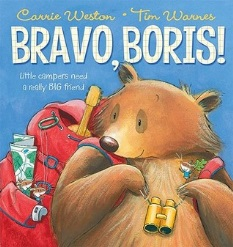 Carrie Weston • Tim Warnes
BRAVO, BORIS!
Little campers need
a really BIG friend